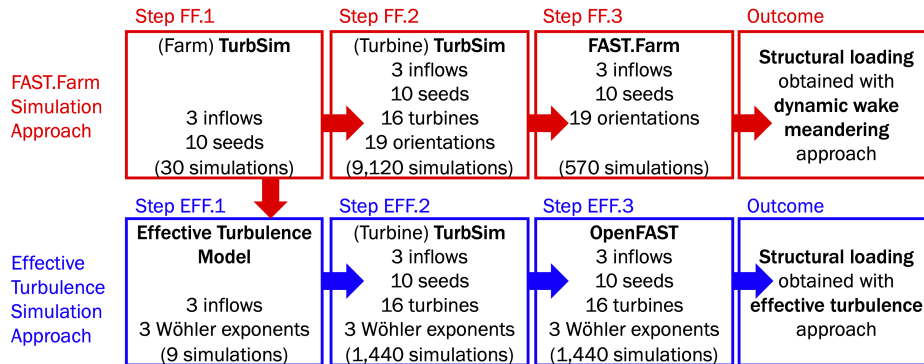 Step FF.1
Step FF.2
Step FF.3
Outcome
FAST.Farm
Simulation
Approach
(Farm) TurbSim
3 inflows
10 seeds
(30 simulations)
(Turbine) TurbSim
3 inflows
10 seeds
16 turbines
19 orientations
(9,120 simulations)
FAST.Farm
3 inflows
10 seeds
19 orientations
(570 simulations)
Structural loading
obtained with
dynamic wake
meandering
approach
Step EFF.1
Step EFF.2
Step EFF.3
Outcome
Effective
Turbulence
Simulation
Approach
Effective Turbulence
Model
3 inflows
3 Wöhler exponents
(9 simulations)
(Turbine) TurbSim
3 inflows
10 seeds
16 turbines
3 Wöhler exponents
(1,440 simulations)
OpenFAST
3 inflows
10 seeds
16 turbines
3 Wöhler exponents
(1,440 simulations)
Structural loading
obtained with
effective turbulence
approach